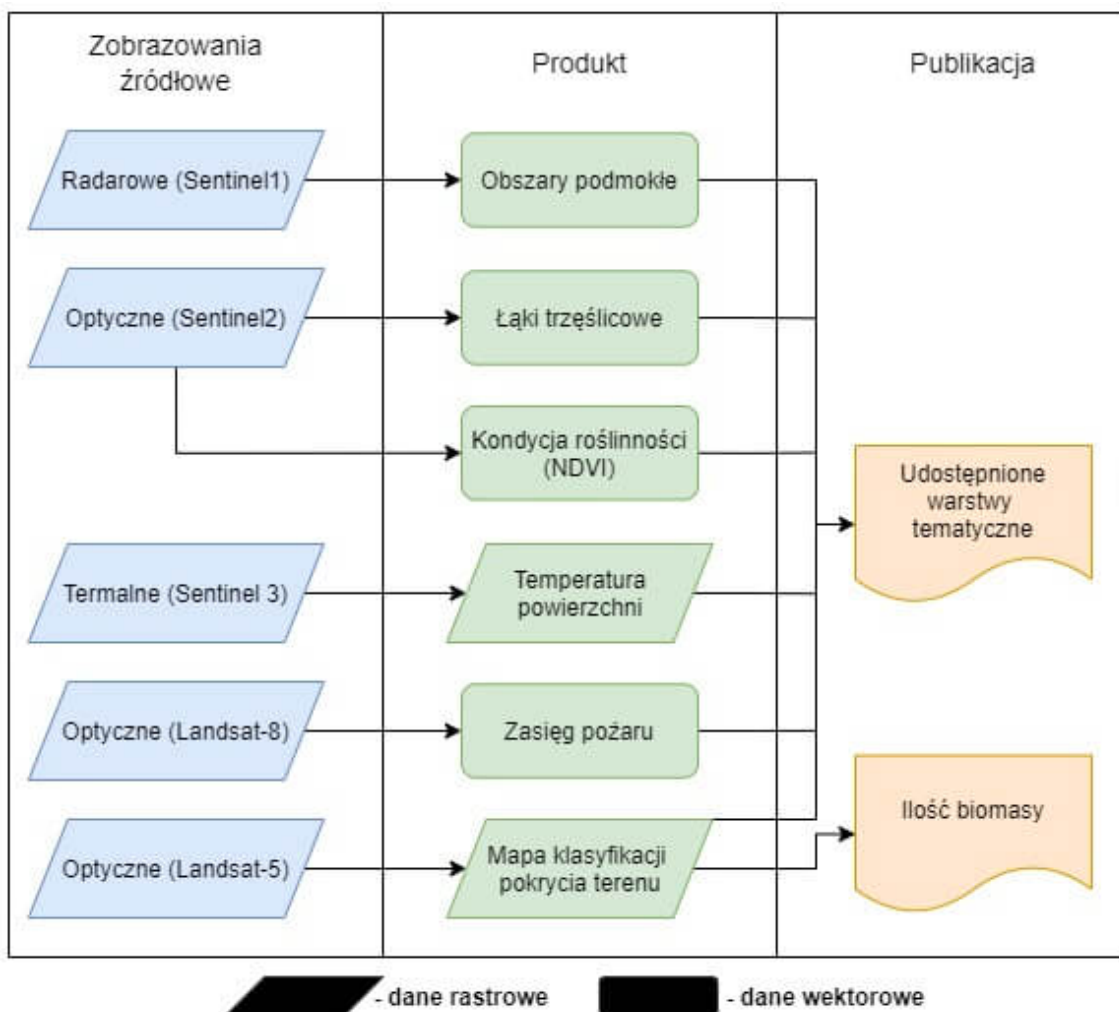 Zobrazowania
źródłowe
Produkt
Publikacja
Radarowe (Sentinel1)
Obszary podmokłe
Optyczne (Sentinel2)
Łąki trzęślicowe
Kondycja roślinności
(NDVI)
Udostępnione
warstwy
tematyczne
Termalne (Sentinel 3)
Temperatura
powierzchni
Optyczne (Landsat-8)
Zasięg pożaru
Ilość biomasy
Optyczne (Landsat-5)
Mapa klasyfikacji
pokrycia terenu
- dane rastrowe
- dane wektorowe